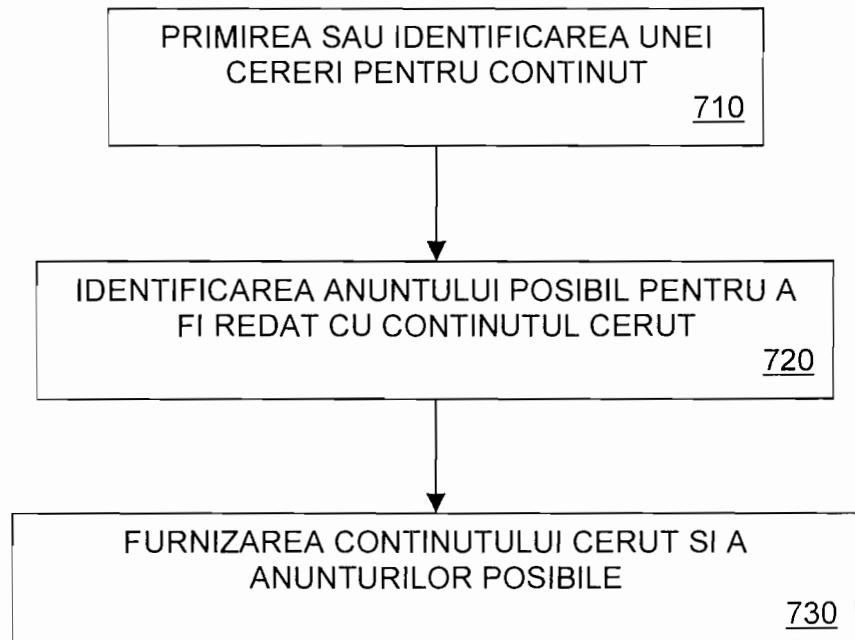 PRIMIREA SAU IDENTIFICAREA UNEI
CERERI PENTRU CONTINUT
710
IDENTIFICAREA ANUNTULUI POSIBIL PENTRU A
FI REDAT CU CONTINUTUL CERUT
720
FURNIZAREA CONTINUTULUI CERUT SI A
ANUNTURILOR POSIBILE
730